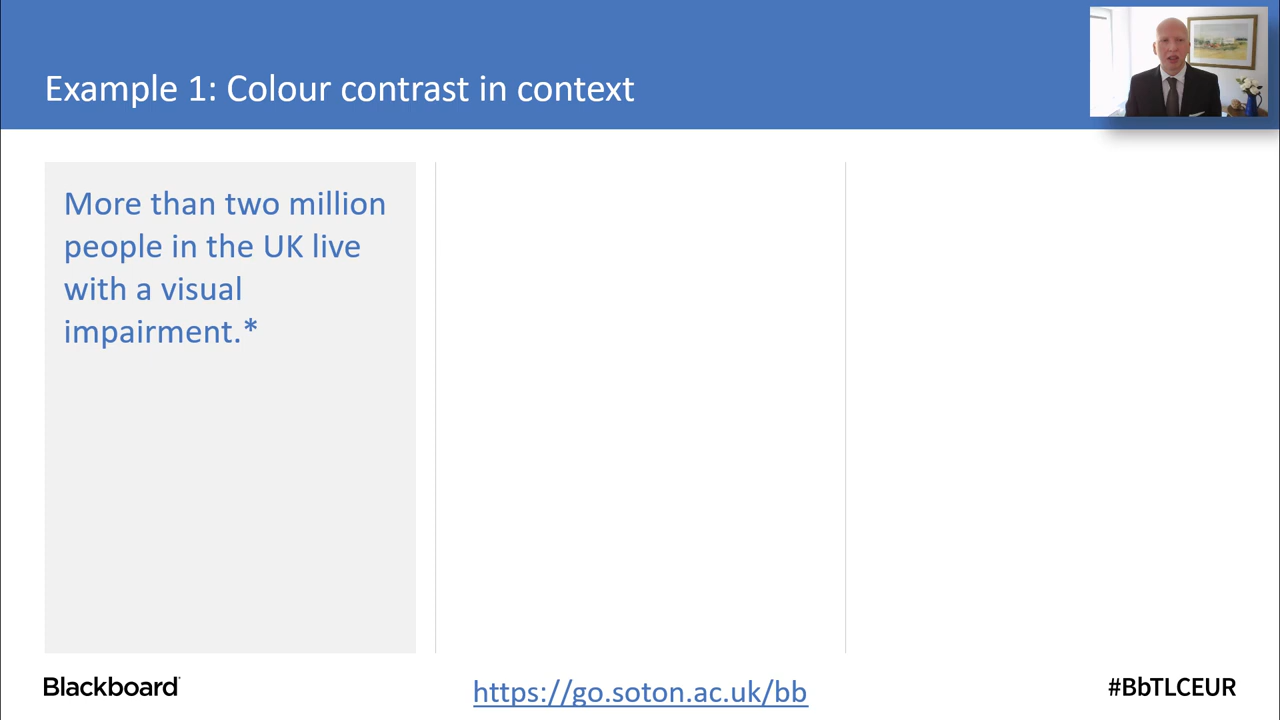 Example 1: Colour contrast in context
More than two million
people in the UK live
with a visual
impairment.*
Blackboard
https://go.soton.ac.uk/bb
#BbTLCEUR